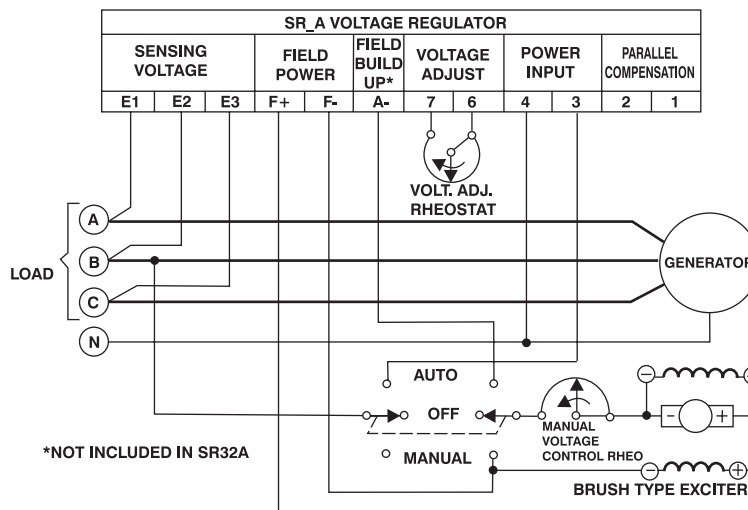 SR_A VOLTAGE REGULATOR
SENSING VOLTAGE
FIELD POWER
FIELD BUILD UP*
VOLTAGE ADJUST
POWER INPUT
PARALLEL COMPENSATION
E1 E2 E3 F+ F- A- 7 6 4 3 2 1
VOLT. ADJ.
RHEOSTAT
A
B
LOAD
C
N
GENERATOR
AUTO
OFF
MANUAL
MANUAL
VOLTAGE
CONTROL RHEO
- +
- +
*NOT INCLUDED IN SR32A
- +
BRUSH TYPE EXCITER